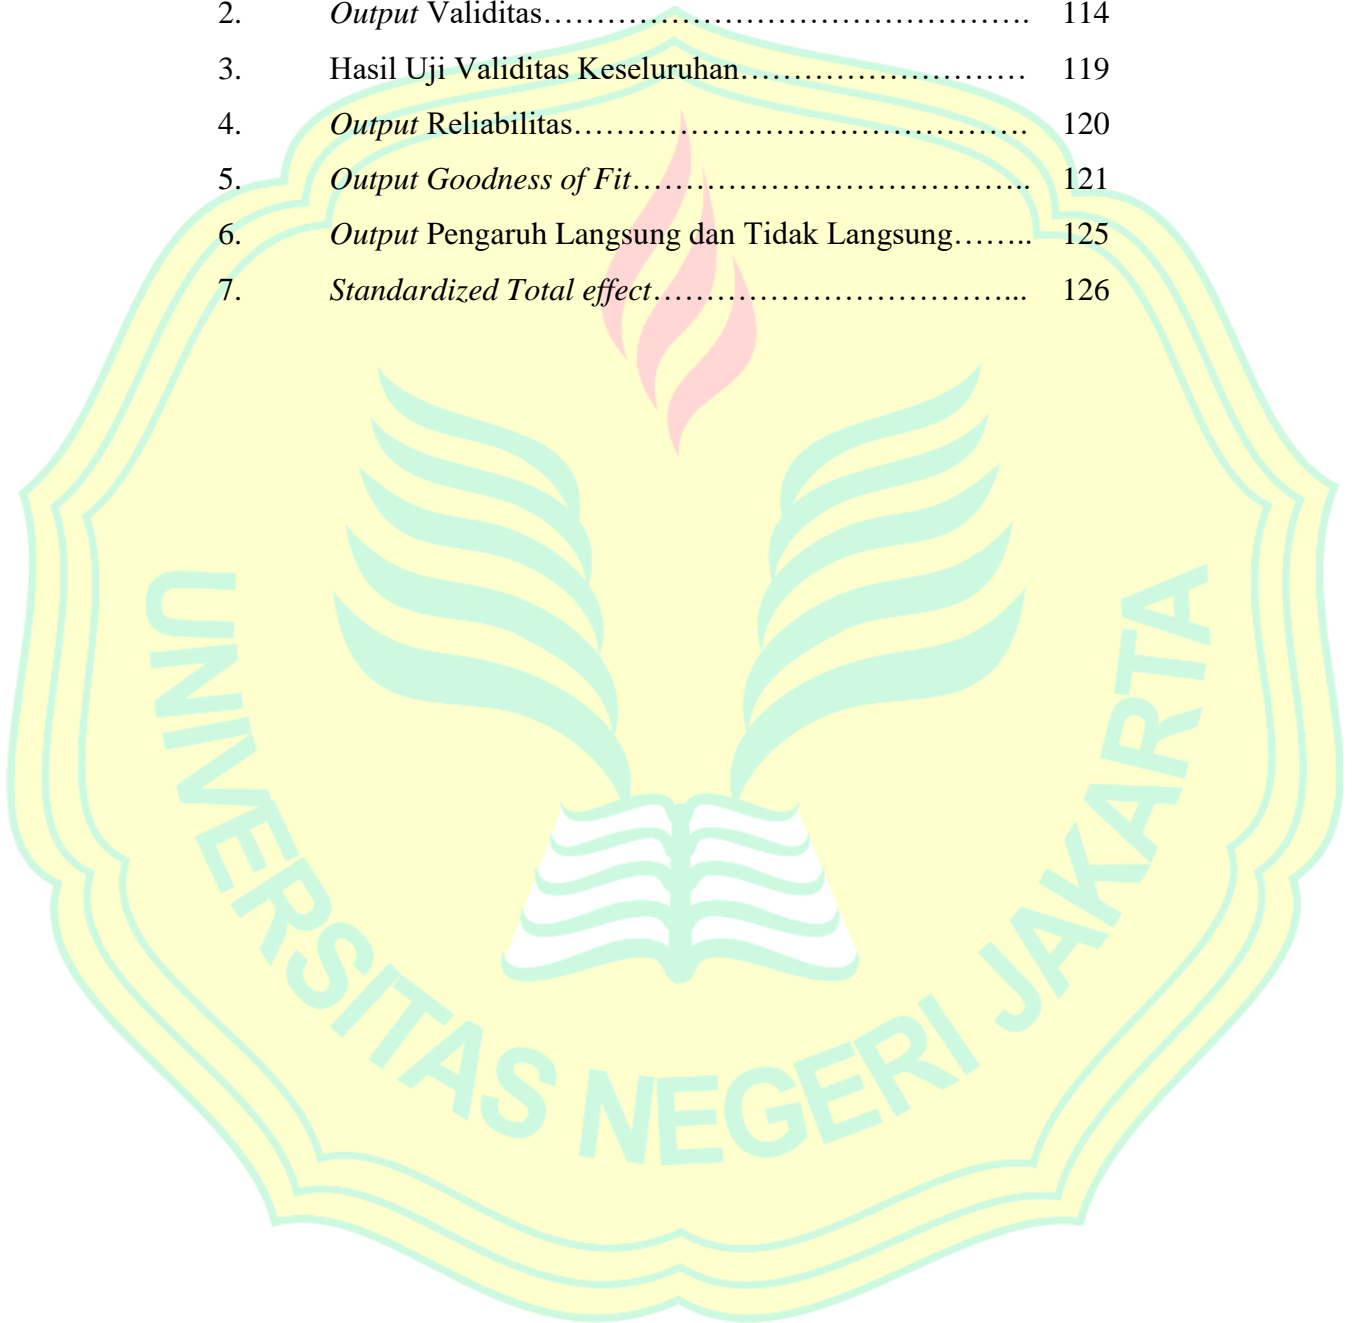 2. Output Validitas…………………………………………. 114
3. Hasil Uji Validitas Keseluruhan……………………… 119
4. Output Reliabilitas……………………………………. 120
5. Output Goodness of Fit……………………………….. 121
6. Output Pengaruh Langsung dan Tidak Langsung…….. 125
7. Standardized Total effect……………………………... 126
UNIVERSITAS NEGERI JAKARTA